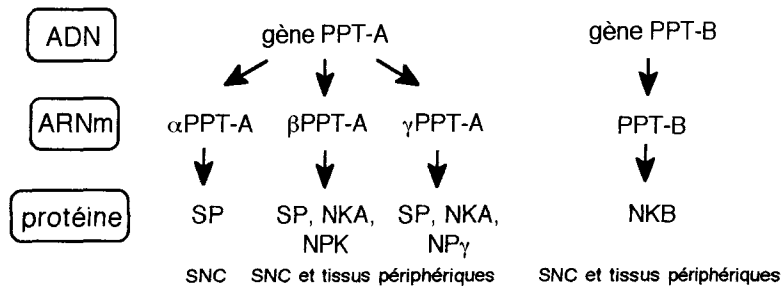 ADN gène PPT-A gène PPT-B
ARNm αPPT-A βPPT-A γPPT-A PPT-B
protéine SP SP, NKA, SP, NKA, NKB
NPK NPγ
SNC SNC et tissus périphériques SNC et tissus périphériques